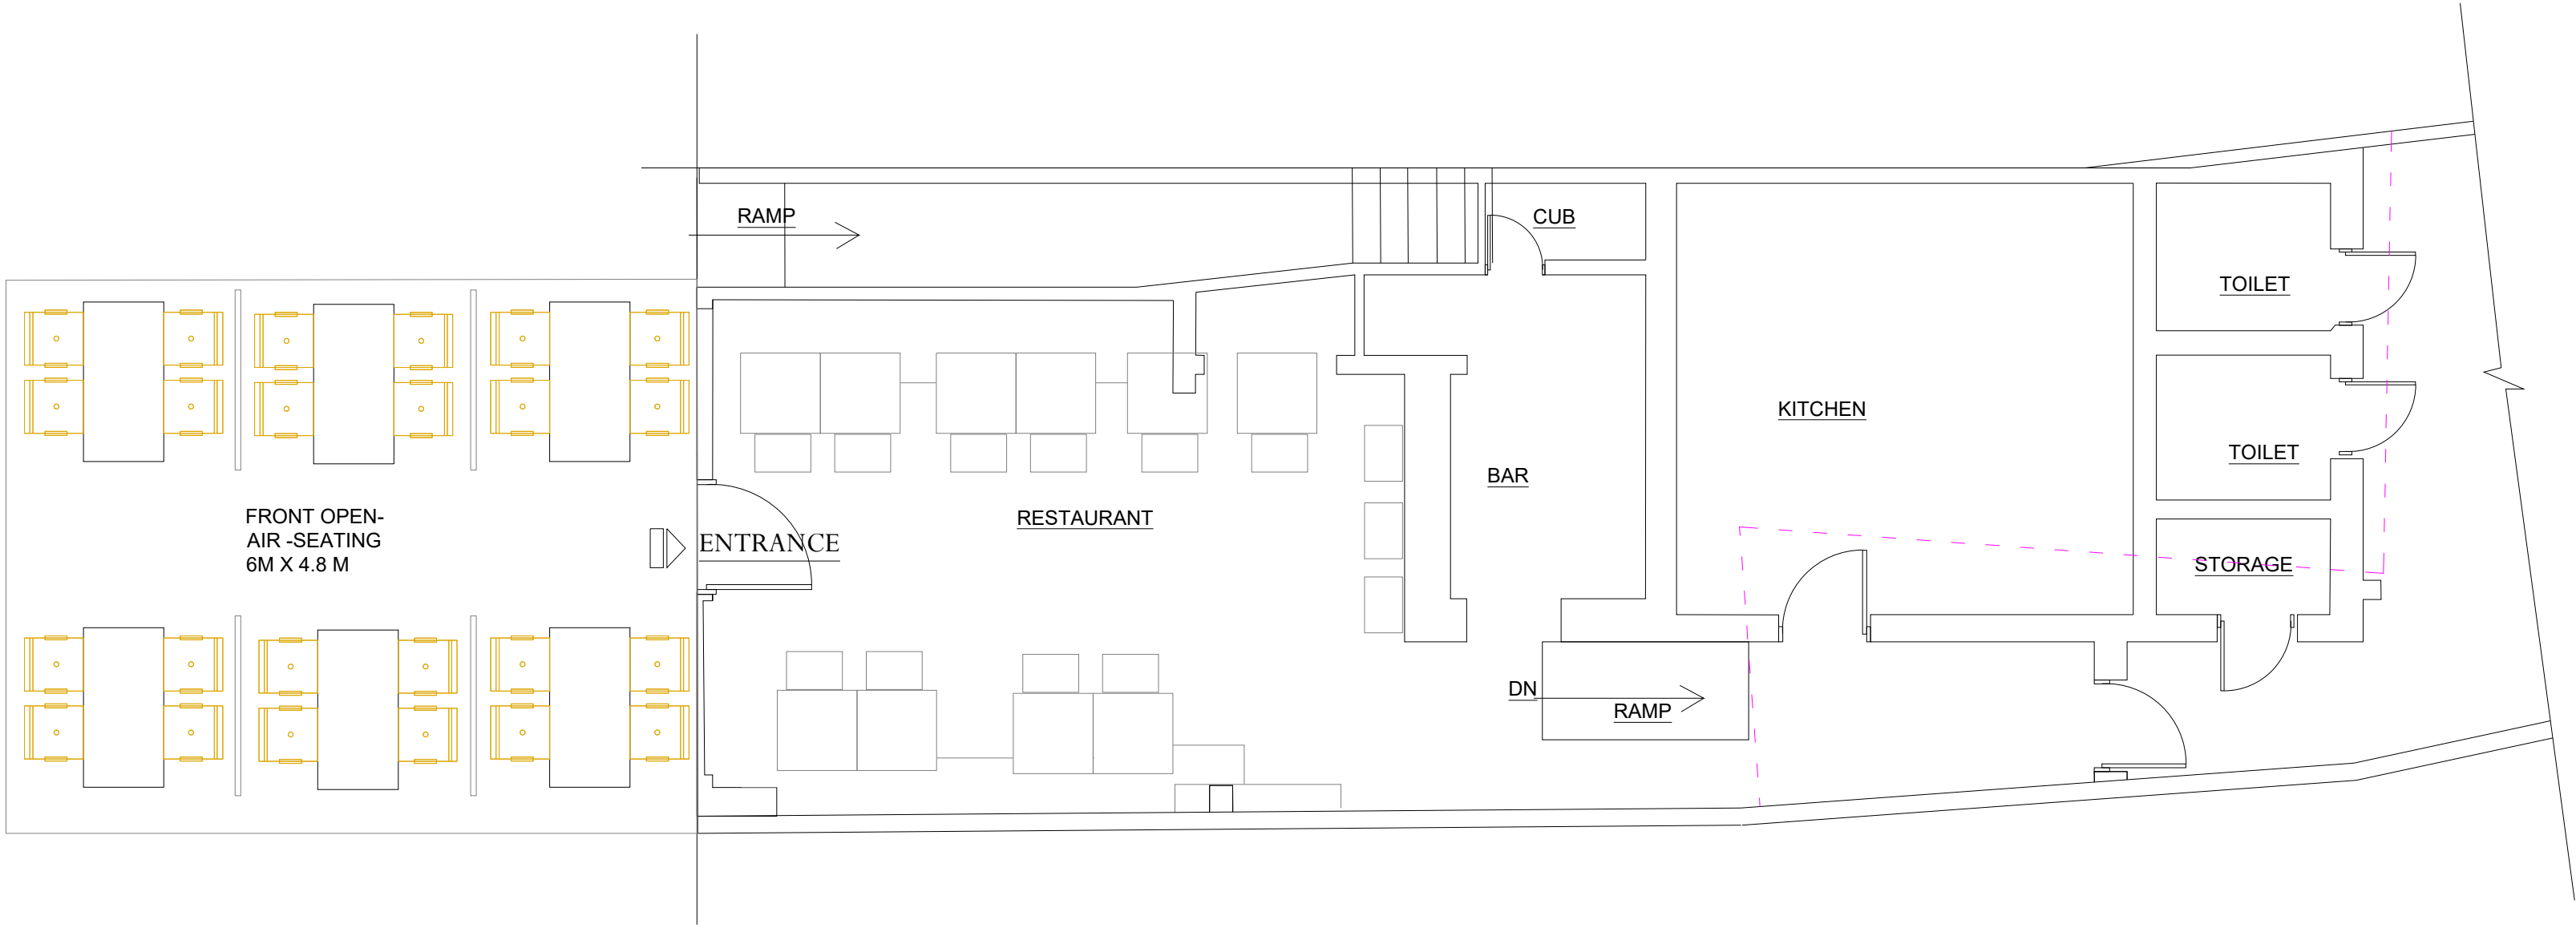 RAMP
CUB
TOILET
KITCHEN
TOILET
BAR
RESTAURANT
FRONT OPEN-
AIR -SEATING
6M X 4.8 M
ENTRANCE
STORAGE
DN
RAMP